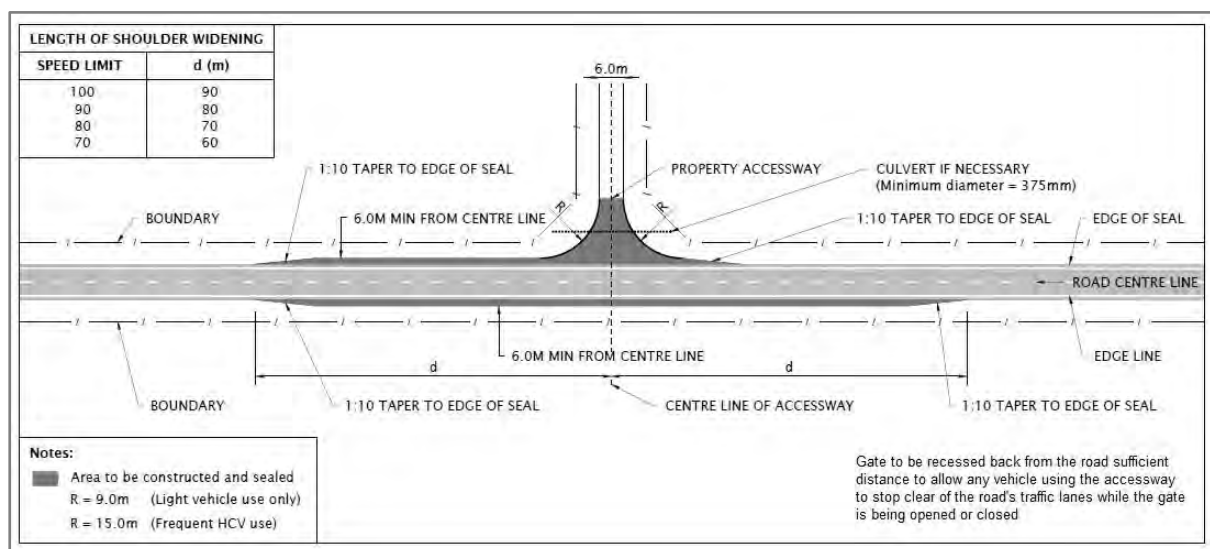 LENGTH OF SHOULDER WIDENING
SPEED LIMIT d (m)
100 90
90 80
80 70
70 60
6.0m
1:10 TAPER TO EDGE OF SEAL
PROPERTY ACCESSWAY
CULVERT IF NECESSARY
(Minimum diameter = 375mm)
BOUNDARY
6.0M MIN FROM CENTRE LINE
R
R
1:10 TAPER TO EDGE OF SEAL
EDGE OF SEAL
ROAD CENTRE LINE
6.0M MIN FROM CENTRE LINE
EDGE LINE
d
d
BOUNDARY
1:10 TAPER TO EDGE OF SEAL
CENTRE LINE OF ACCESSWAY
1:10 TAPER TO EDGE OF SEAL
Notes:
Area to be constructed and sealed
R = 9.0m (Light vehicle use only)
R = 15.0m (Frequent HCV use)
Gate to be recessed back from the road sufficient
distance to allow any vehicle using the accessway
to stop clear of the road's traffic lanes while the gate
is being opened or closed